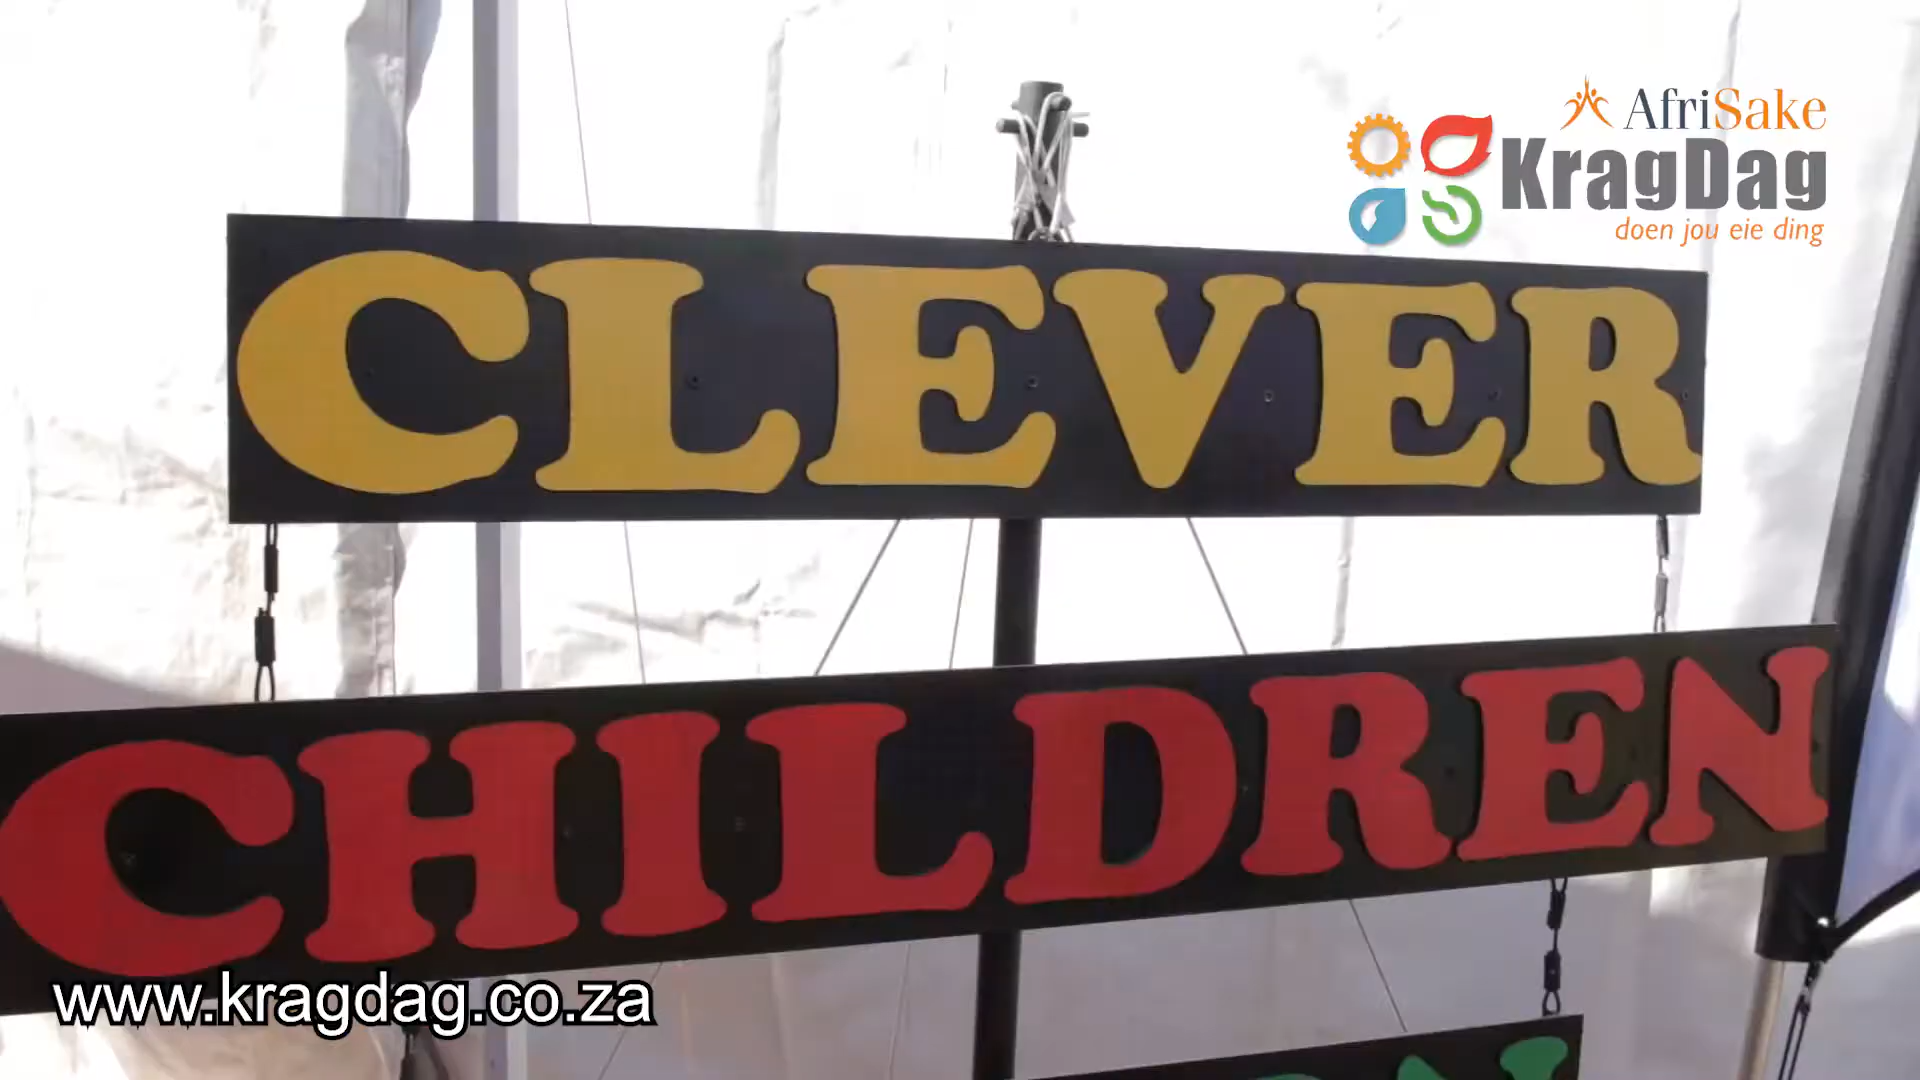 AfriSake
KragDag
doen jou eie ding
CLEVER
CHILDREN
www.kragdag.co.za